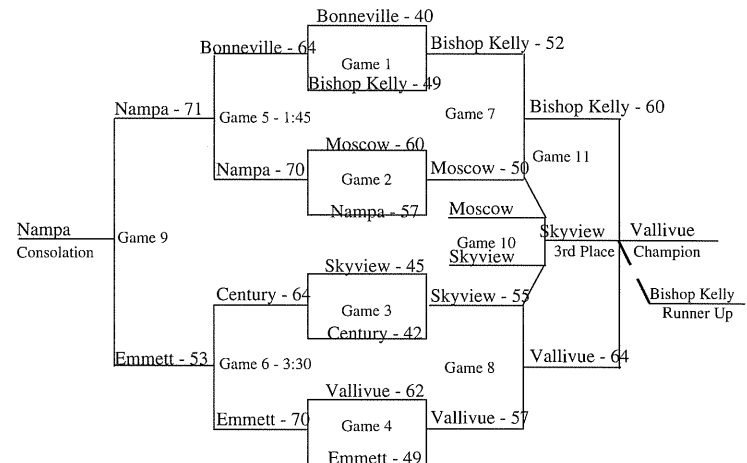 Bonneville - 40
Bonneville - 64
Bishop Kelly - 52
Game 1
Bishop Kelly - 49
Nampa - 71
Game 5 - 1:45
Game 7
Bishop Kelly - 60
Moscow - 60
Game 11
Nampa - 70
Game 2
Moscow - 50
Nampa - 57
Moscow
Nampa
Game 9
Skyview
Vallivue
Consolation
Game 10
3rd Place
Champion
Skyview
Skyview - 45
Century - 64
Skyview - 55
Bishop Kelly
Game 3
Runner Up
Century - 42
Emmett - 53
Game 6 - 3:30
Game 8
Vallivue - 64
Vallivue - 62
Emmett - 70
Game 4
Vallivue - 57
Emmett - 49